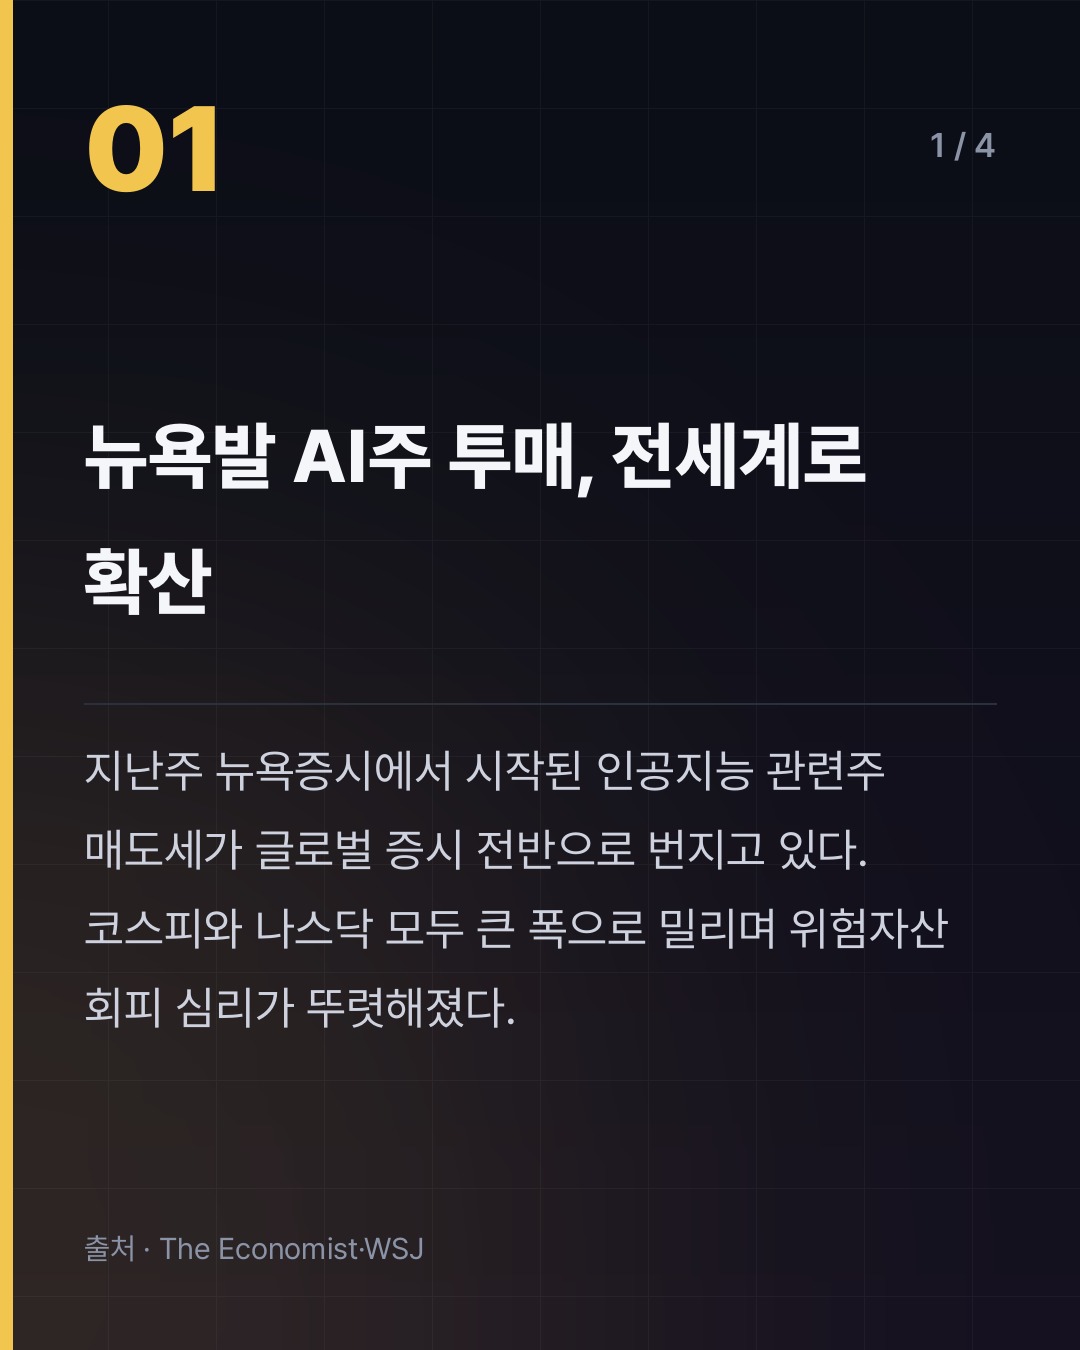 01
1 / 4
뉴욕발 AI주 투매, 전세계로
확산
지난주 뉴욕증시에서 시작된 인공지능 관련주
매도세가 글로벌 증시 전반으로 번지고 있다.
코스피와 나스닥 모두 큰 폭으로 밀리며 위험자산
회피 심리가 뚜렷해졌다.
출처 · The Economist·WSJ